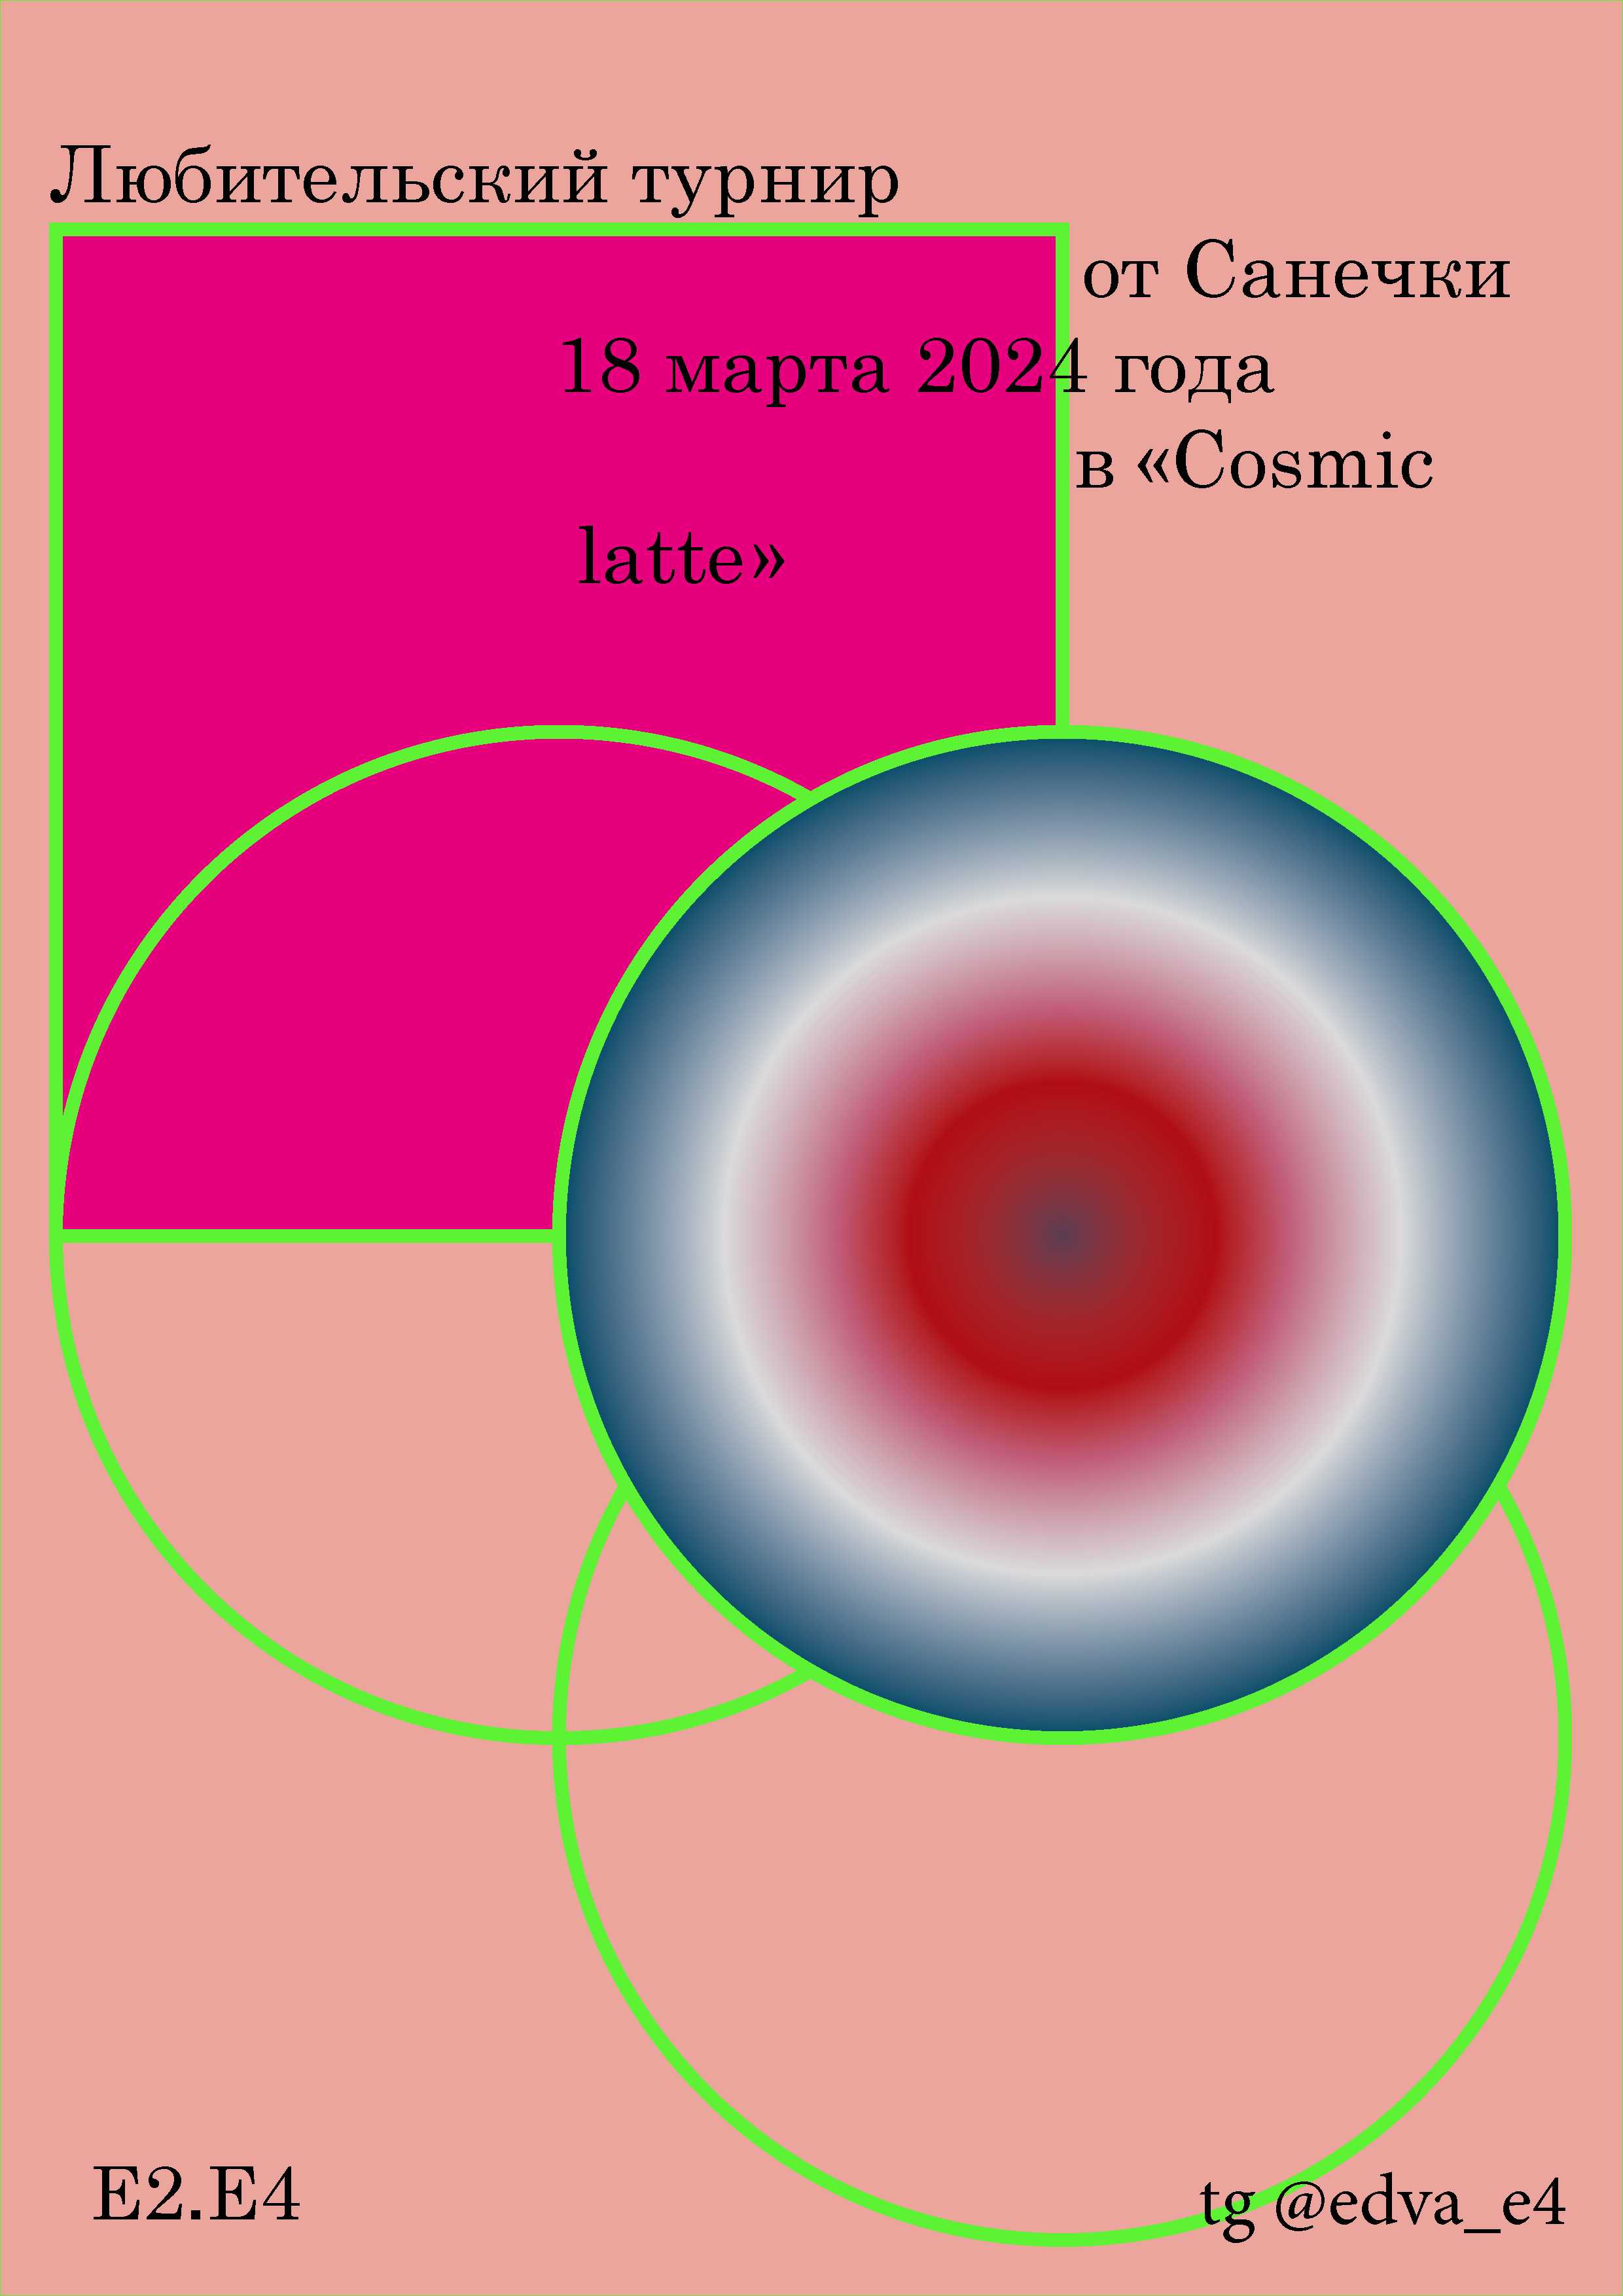 Любительский турнир
от Санечки
18 марта 2024 года
в «Cosmic
latte»
E2.E4
tg @edva_e4